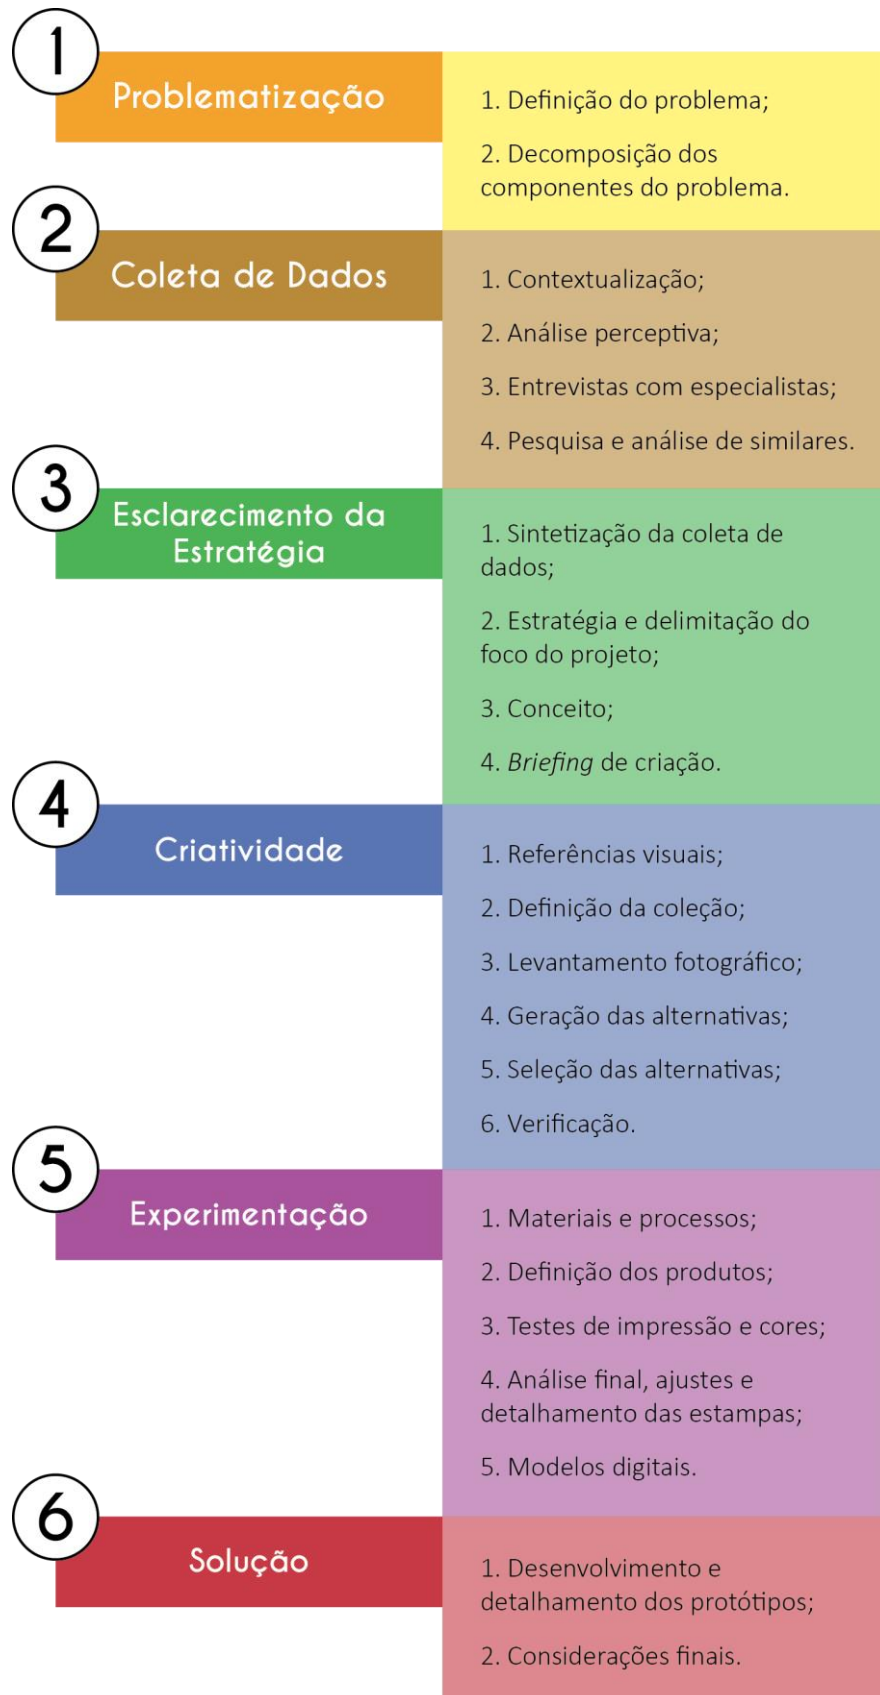 1
Problematização
1. Definição do problema;
2. Decomposição dos
componentes do problema.
2
Coleta de Dados
1. Contextualização;
2. Análise perceptiva;
3. Entrevistas com especialistas;
4. Pesquisa e análise de similares.
3
Esclarecimento da
Estratégia
1. Sintetização da coleta de
dados;
2. Estratégia e delimitação do
foco do projeto;
3. Conceito;
4. Briefing de criação.
4
Criatividade
1. Referências visuais;
2. Definição da coleção;
3. Levantamento fotográfico;
4. Geração das alternativas;
5. Seleção das alternativas;
6. Verificação.
5
Experimentação
1. Materiais e processos;
2. Definição dos produtos;
3. Testes de impressão e cores;
4. Análise final, ajustes e
detalhamento das estampas;
5. Modelos digitais.
6
Solução
1. Desenvolvimento e
detalhamento dos protótipos;
2. Considerações finais.